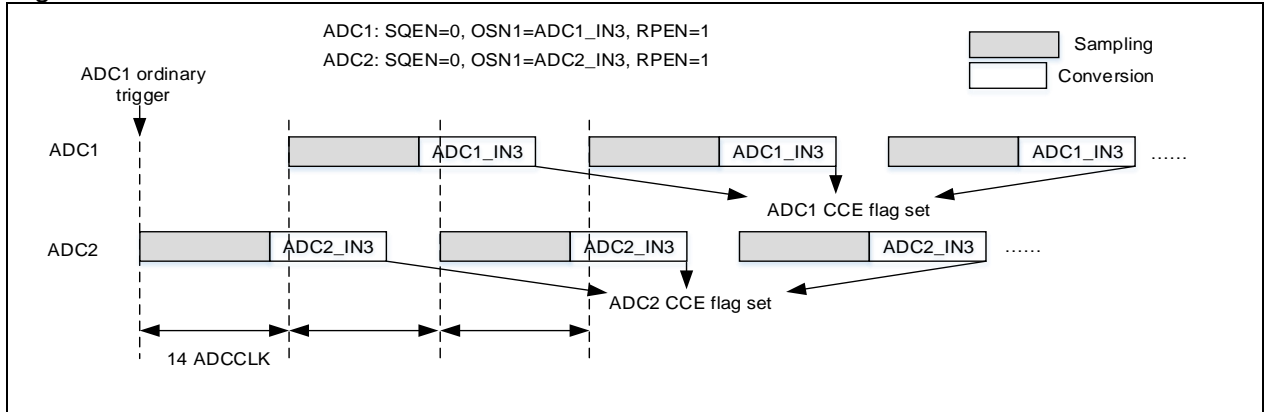 ADC1: SQEN=0, OSN1=ADC1_IN3, RPEN=1
ADC2: SQEN=0, OSN1=ADC2_IN3, RPEN=1
Sampling
Conversion
ADC1 ordinary
trigger
ADC1
ADC1_IN3
ADC1_IN3
ADC1_IN3
......
ADC1 CCE flag set
ADC2
ADC2_IN3
ADC2_IN3
ADC2_IN3
......
ADC2 CCE flag set
14 ADCCLK